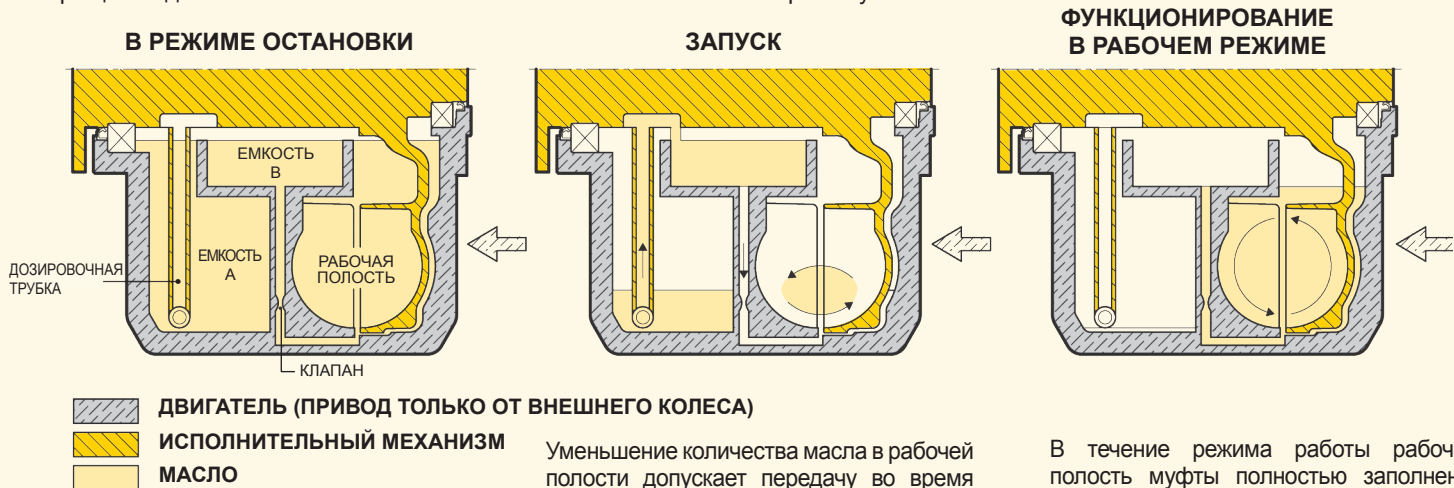 В РЕЖИМЕ ОСТАНОВКИ
ЗАПУСК
ФУНКЦИОНИРОВАНИЕ
В РАБОЧЕМ РЕЖИМЕ
ЕМКОСТЬ
В
ЕМКОСТЬ
А
РАБОЧАЯ
ПОЛОСТЬ
ДОЗИРОВОЧНАЯ
ТРУБКА
КЛАПАН
ДВИГАТЕЛЬ (ПРИВОД ТОЛЬКО ОТ ВНЕШНЕГО КОЛЕСА)
ИСПОЛНИТЕЛЬНЫЙ МЕХАНИЗМ
МАСЛО
Уменьшение количества масла в рабочей
полости допускает передачу во время
В течение режима работы
полость муфты полностью